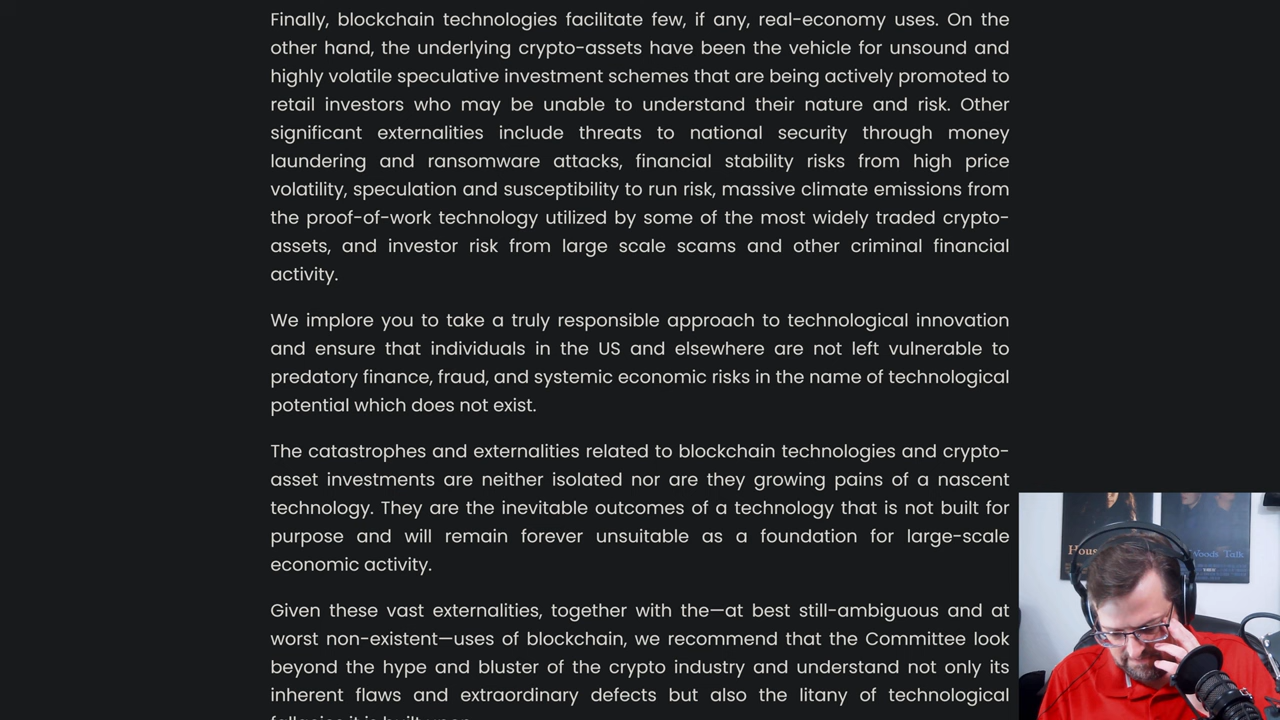 Finally, blockchain technologies facilitate few, if any, real-economy uses. On the
other hand, the underlying crypto-assets have been the vehicle for unsound and
highly volatile speculative investment schemes that are being actively promoted to
retail investors who may be unable to understand their nature and risk. Other
significant externalities include threats to national security through money
laundering and ransomware attacks, financial stability risks from high price
volatility, speculation and susceptibility to run risk, massive climate emissions from
the proof-of-work technology utilized by some of the most widely traded crypto-
assets, and investor risk from large scale scams and other criminal financial
activity.
We implore you to take a truly responsible approach to technological innovation
and ensure that individuals in the US and elsewhere are not left vulnerable to
predatory finance, fraud, and systemic economic risks in the name of technological
potential which does not exist.
The catastrophes and externalities related to blockchain technologies and crypto-
asset investments are neither isolated nor are they growing pains of a nascent
technology. They are the inevitable outcomes of a technology that is not built for
purpose and will remain forever unsuitable as a foundation for large-scale
economic activity.
Given these vast externalities, together with the—at best still-ambiguous and at
worst non-existent—uses of blockchain, we recommend that the Committee look
beyond the hype and bluster of the crypto industry and understand not only its
inherent flaws and extraordinary defects but also the litany of technological
fallacies it is built upon.
Hous
Woods Talk